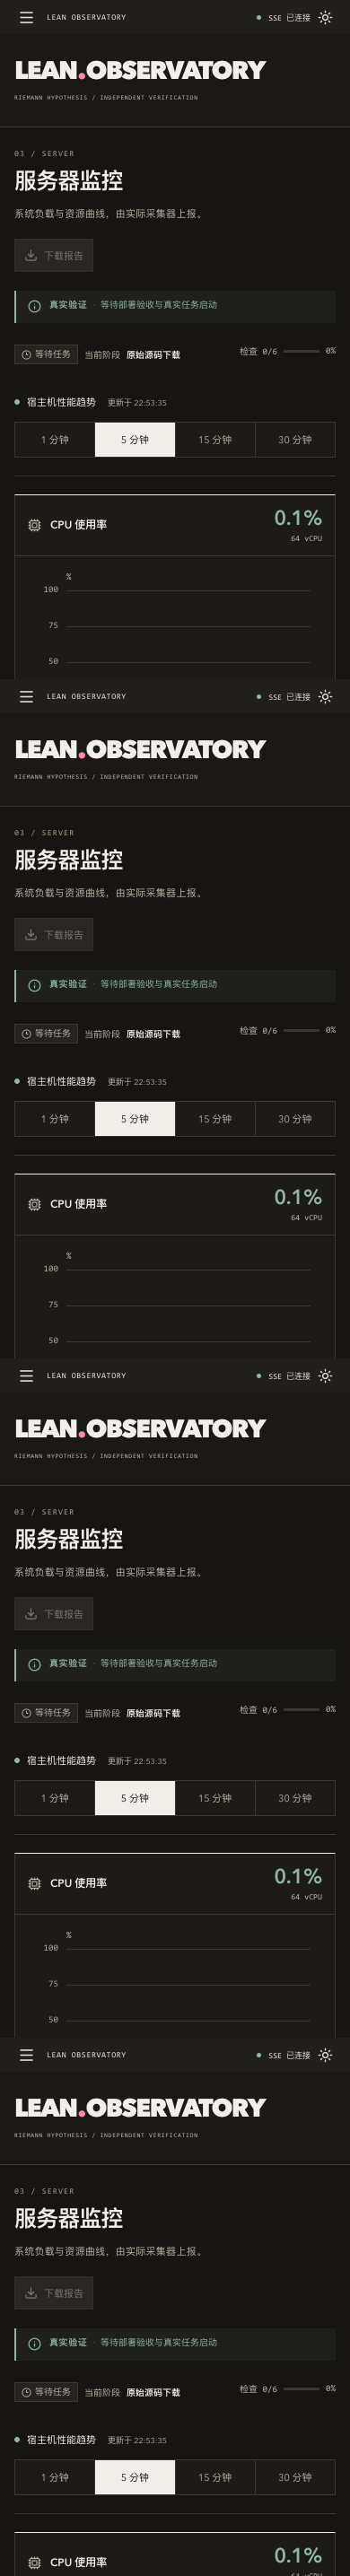 LEAN OBSERVATORY
SSE 已连接
LEAN.OBSERVATORY
RIEMANN HYPOTHESIS / INDEPENDENT VERIFICATION
03 / SERVER
服务器监控
系统负载与资源曲线，由实际采集器上报。
下载报告
真实验证 · 等待部署验收与真实任务启动
等待任务 当前阶段 原始源码下载 检查 0/6 0%
宿主机性能趋势 更新于 22:53:35
1 分钟 5 分钟 15 分钟 30 分钟
CPU 使用率 0.1%
64 vCPU
%
100
75
50
LEAN OBSERVATORY
SSE 已连接
LEAN.OBSERVATORY
RIEMANN HYPOTHESIS / INDEPENDENT VERIFICATION
03 / SERVER
服务器监控
系统负载与资源曲线，由实际采集器上报。
下载报告
真实验证 · 等待部署验收与真实任务启动
等待任务 当前阶段 原始源码下载 检查 0/6 0%
宿主机性能趋势 更新于 22:53:35
1 分钟 5 分钟 15 分钟 30 分钟
CPU 使用率 0.1%
64 vCPU
%
100
75
50
LEAN OBSERVATORY
SSE 已连接
LEAN.OBSERVATORY
RIEMANN HYPOTHESIS / INDEPENDENT VERIFICATION
03 / SERVER
服务器监控
系统负载与资源曲线，由实际采集器上报。
下载报告
真实验证 · 等待部署验收与真实任务启动
等待任务 当前阶段 原始源码下载 检查 0/6 0%
宿主机性能趋势 更新于 22:53:35
1 分钟 5 分钟 15 分钟 30 分钟
CPU 使用率 0.1%
64 vCPU
%
100
75
50
LEAN OBSERVATORY
SSE 已连接
LEAN.OBSERVATORY
RIEMANN HYPOTHESIS / INDEPENDENT VERIFICATION
03 / SERVER
服务器监控
系统负载与资源曲线，由实际采集器上报。
下载报告
真实验证 · 等待部署验收与真实任务启动
等待任务 当前阶段 原始源码下载 检查 0/6 0%
宿主机性能趋势 更新于 22:53:35
1 分钟 5 分钟 15 分钟 30 分钟
CPU 使用率 0.1%
64 vCPU